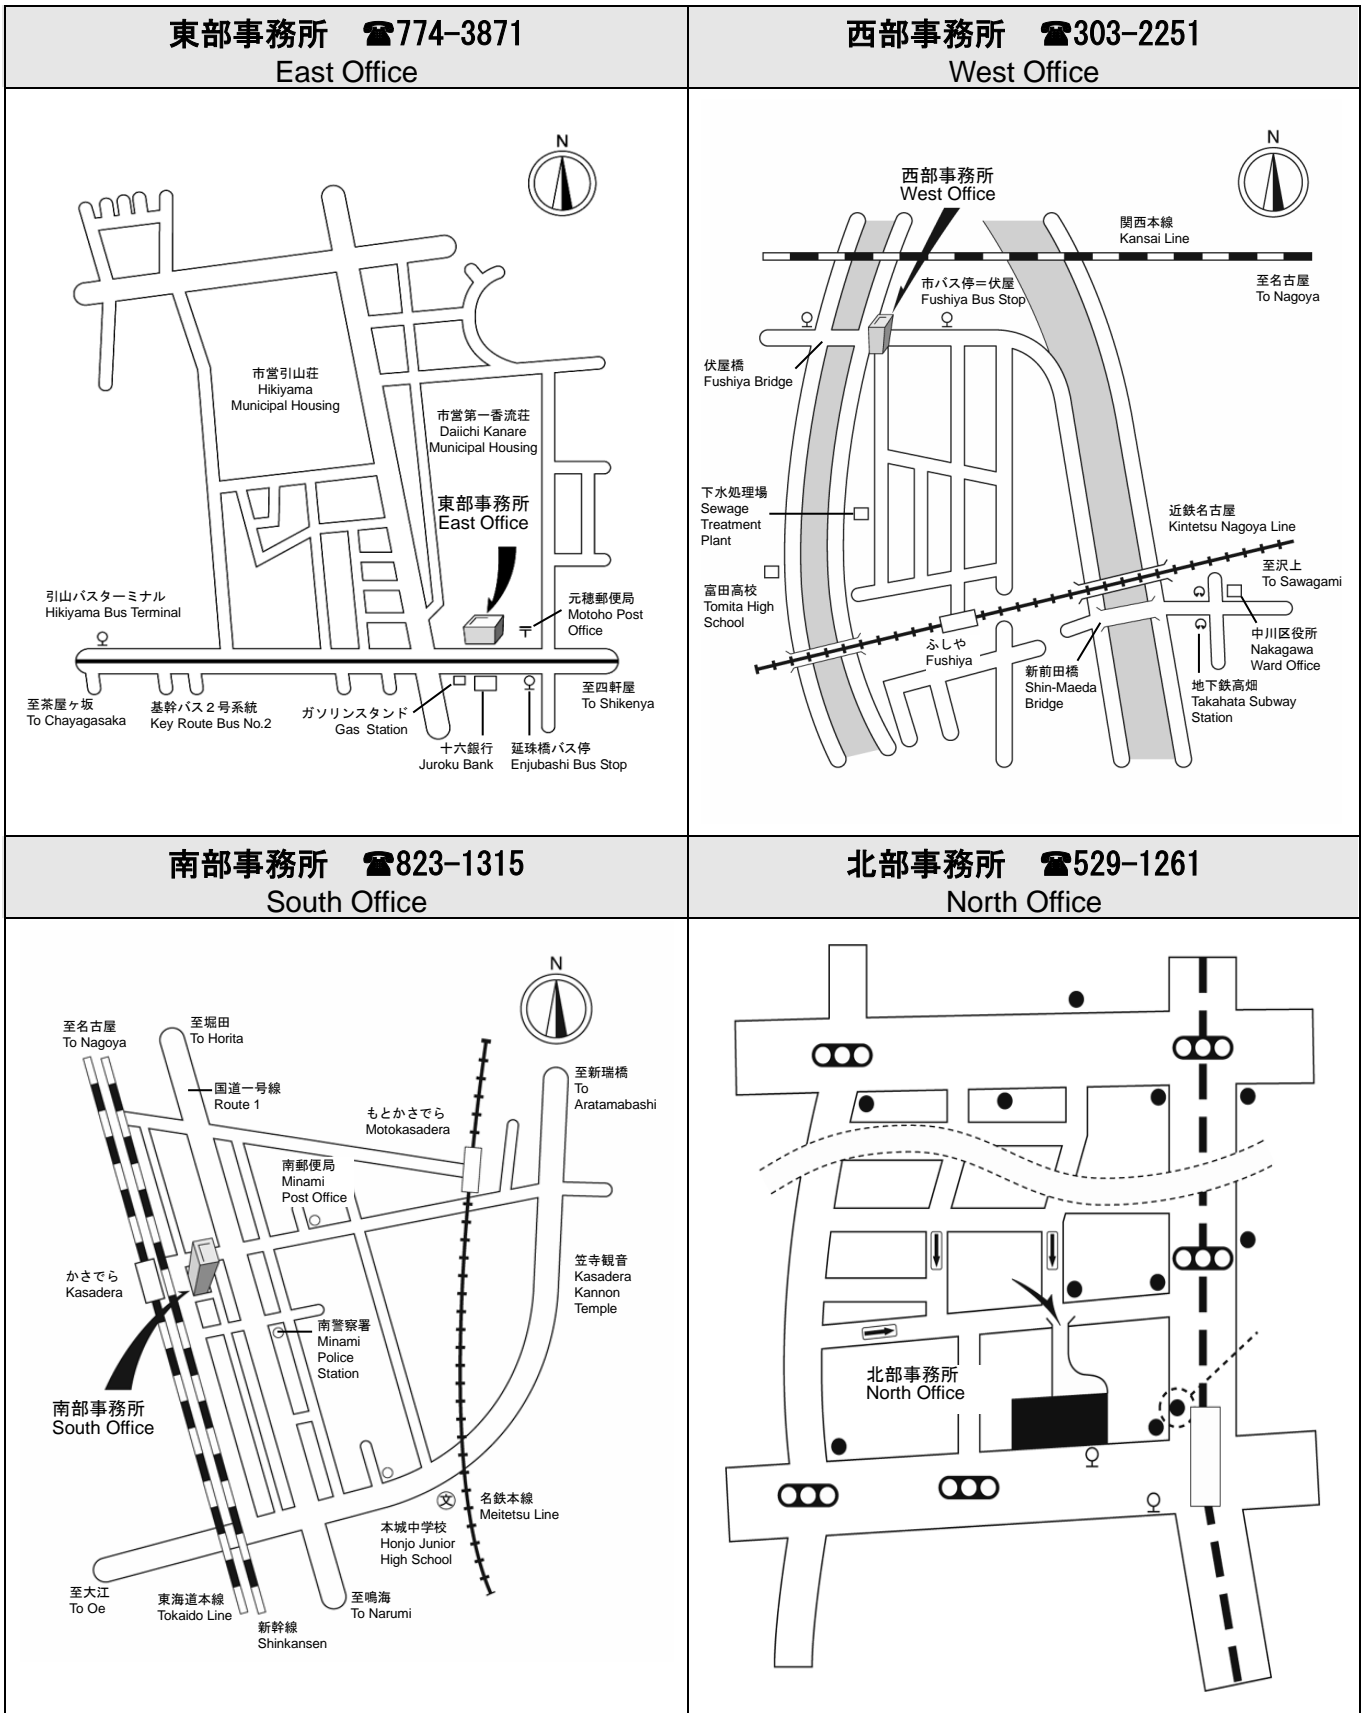 東部事務所 ☎774-3871
East Office
N
市営引山荘
Hikiyama
Municipal Housing
市営第一香流荘
Daiichi Kanare
Municipal Housing
東部事務所
East Office
引山バスターミナル
Hikiyama Bus Terminal
元穂郵便局
Motoho Post
Office
〒
至茶屋ヶ坂
To Chayagasaka
基幹バス２号系統
Key Route Bus No.2
ガソリンスタンド
Gas Station
至四軒屋
To Shikenya
十六銀行
Juroku Bank
延珠橋バス停
Enjubashi Bus Stop
西部事務所 ☎303-2251
West Office
N
西部事務所
West Office
関西本線
Kansai Line
市バス停＝伏屋
Fushiya Bus Stop
至名古屋
To Nagoya
伏屋橋
Fushiya Bridge
下水処理場
Sewage
Treatment
Plant
近鉄名古屋
Kintetsu Nagoya Line
至沢上
To Sawagami
富田高校
Tomita High
School
ふしや
Fushiya
新前田橋
Shin-Maeda
Bridge
中川区役所
Nakagawa
Ward Office
地下鉄高畑
Takahata Subway
Station
南部事務所 ☎823-1315
South Office
N
至名古屋
To Nagoya
至堀田
To Horita
国道一号線
Route 1
もとかさでら
Motokasadera
至新瑞橋
To
Aratamabashi
南郵便局
Minami
Post Office
かさでら
Kasadera
笠寺観音
Kasadera
Kannon
Temple
南警察署
Minami
Police
Station
南部事務所
South Office
文
名鉄本線
Meitetsu Line
本城中学校
Honjo Junior
High School
至大江
To Oe
東海道本線
Tokaido Line
新幹線
Shinkansen
至鳴海
To Narumi
北部事務所 ☎529-1261
North Office
北部事務所
North Office